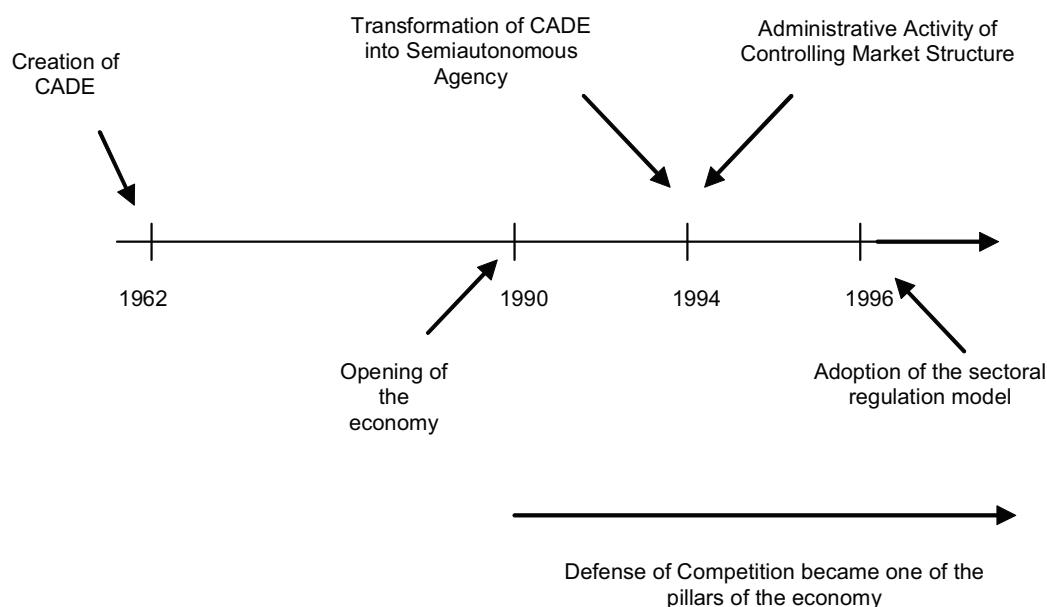 Creation of
CADE
Transformation of CADE
into Semiautonomous
Agency
Administrative Activity of
Controlling Market Structure
1962
1990
1994
1996
Opening of
the
economy
Adoption of the sectoral
regulation model
Defense of Competition became one of the
pillars of the economy